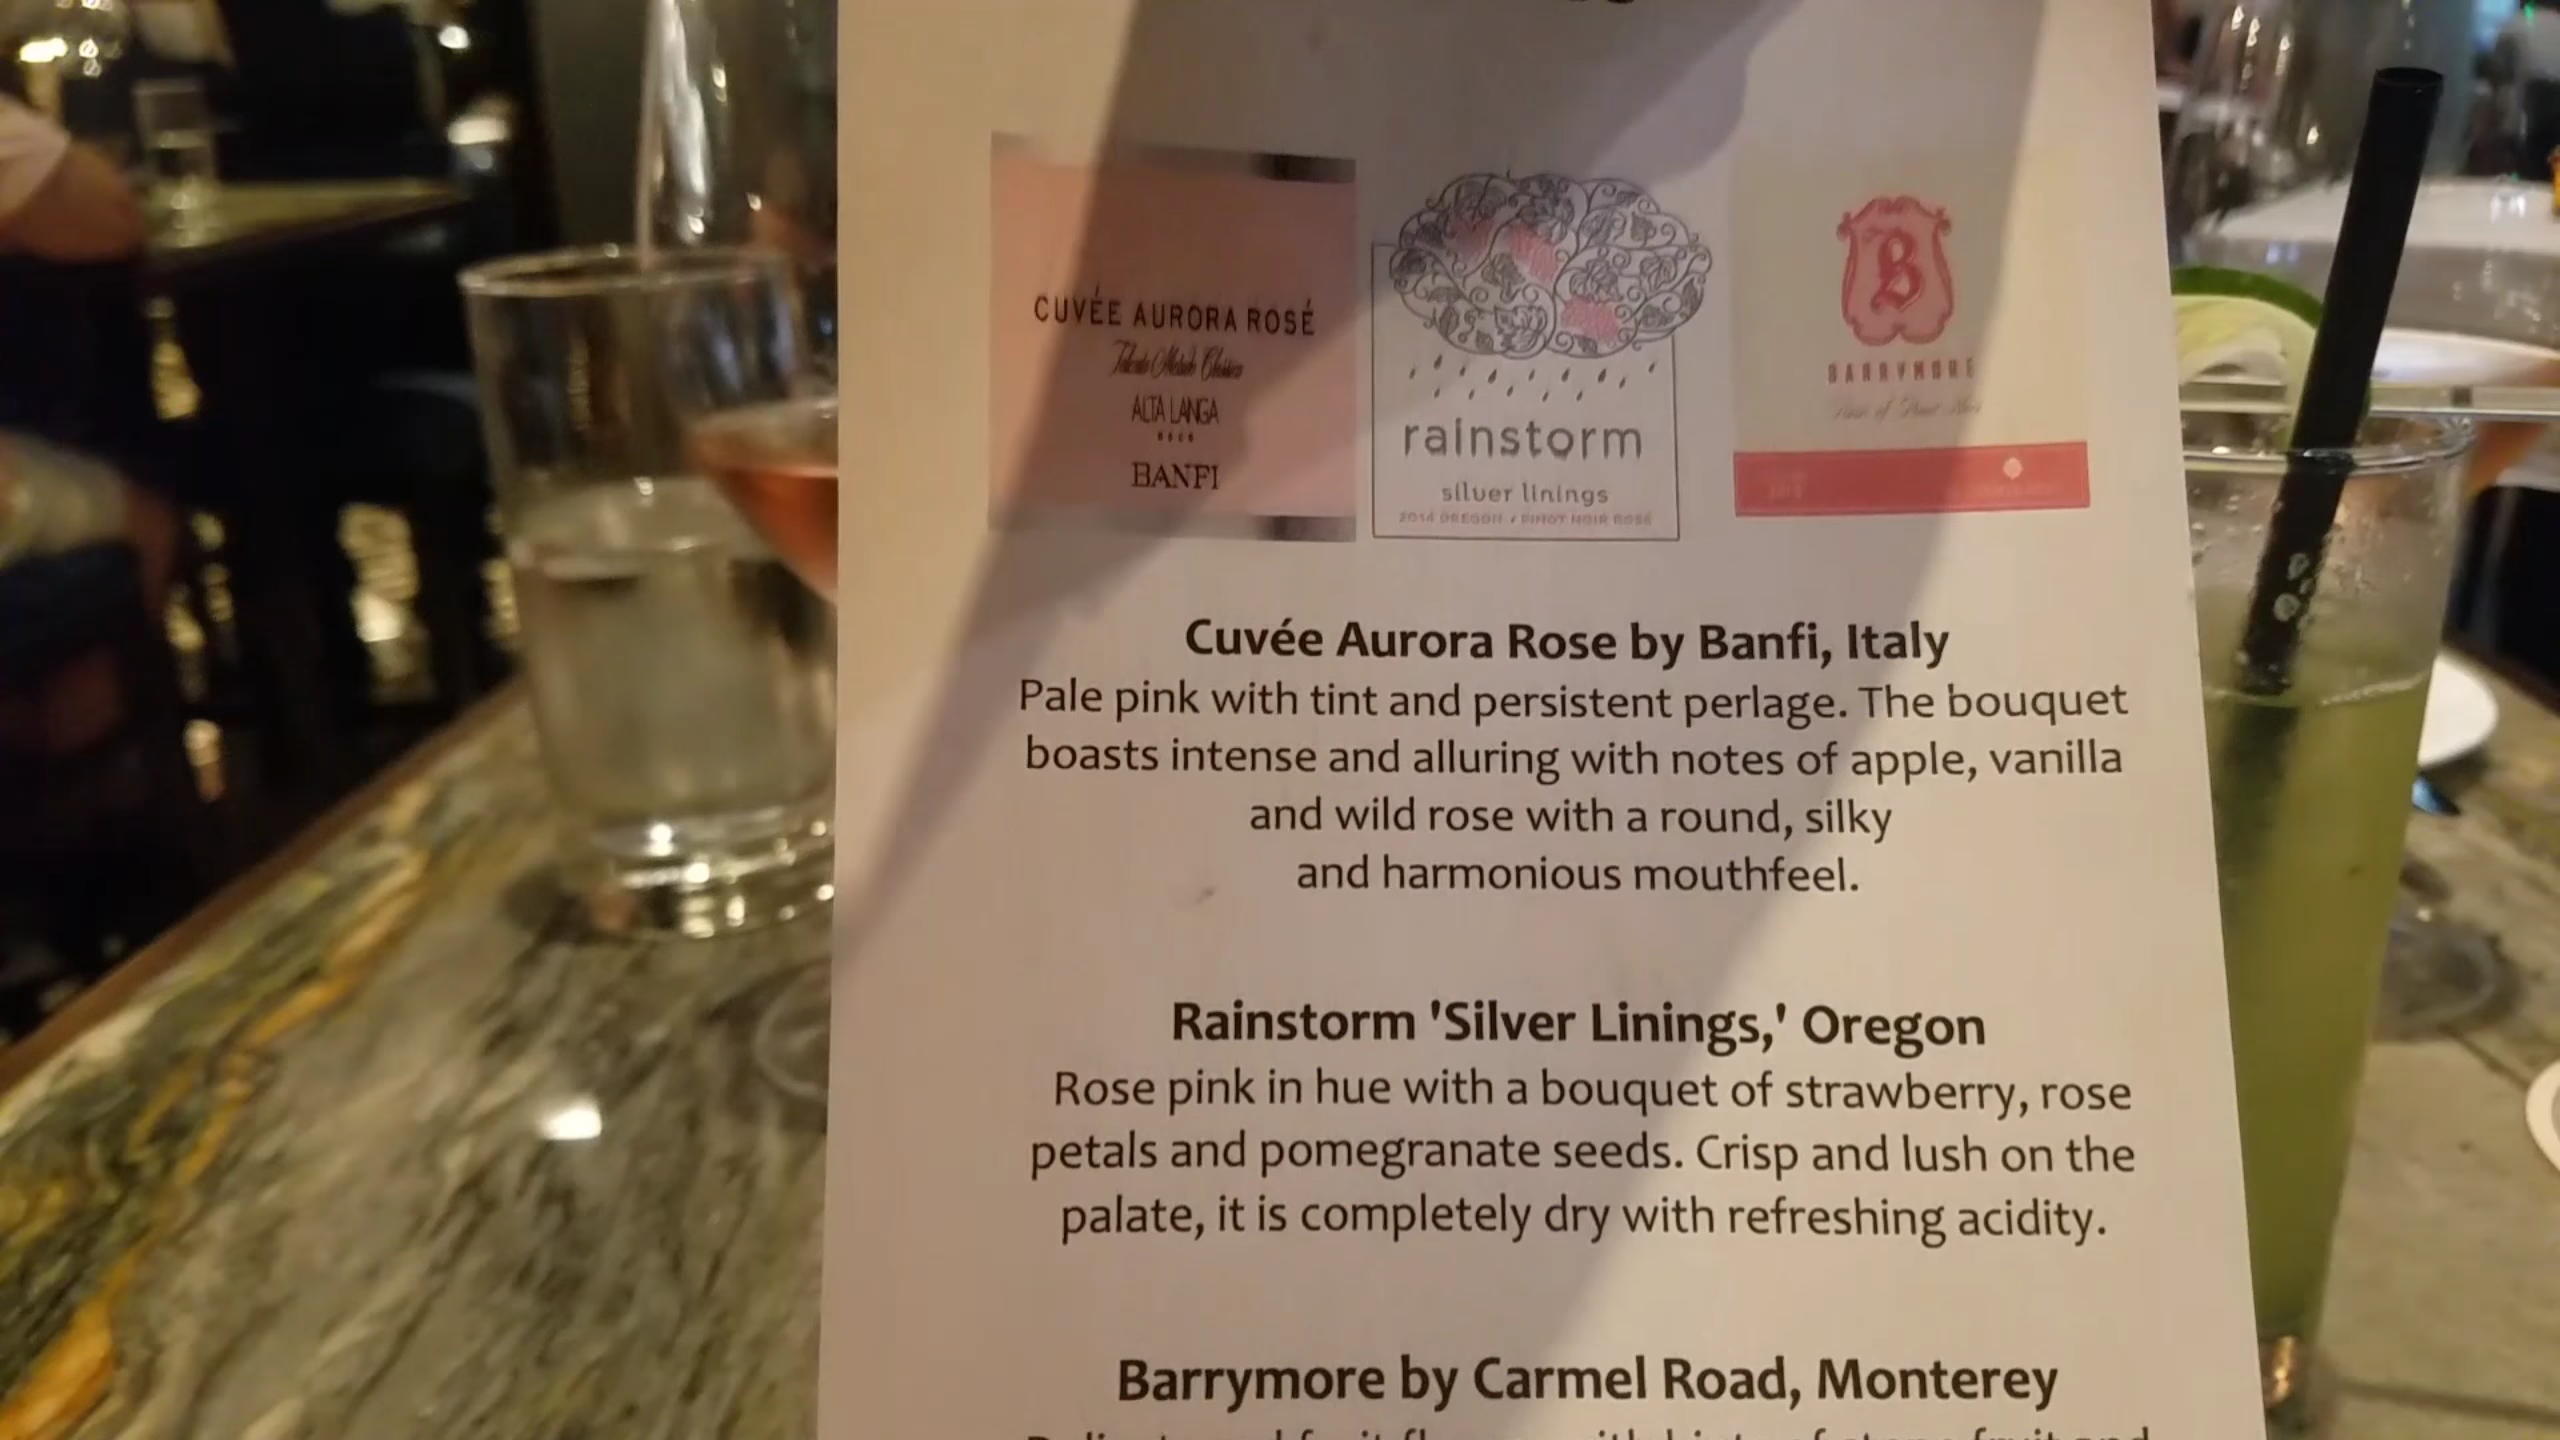 CUVÉE AURORA ROSÉ
ALTA LANGA
BANFI
rainstorm
silver linings
2014 OREGON PINOT NOIR ROSÉ
B
BARRYMORE
Cuvée Aurora Rose by Banfi, Italy
Pale pink with tint and persistent perlage. The bouquet
boasts intense and alluring with notes of apple, vanilla
and wild rose with a round, silky
and harmonious mouthfeel.
Rainstorm 'Silver Linings,' Oregon
Rose pink in hue with a bouquet of strawberry, rose
petals and pomegranate seeds. Crisp and lush on the
palate, it is completely dry with refreshing acidity.
Barrymore by Carmel Road, Monterey